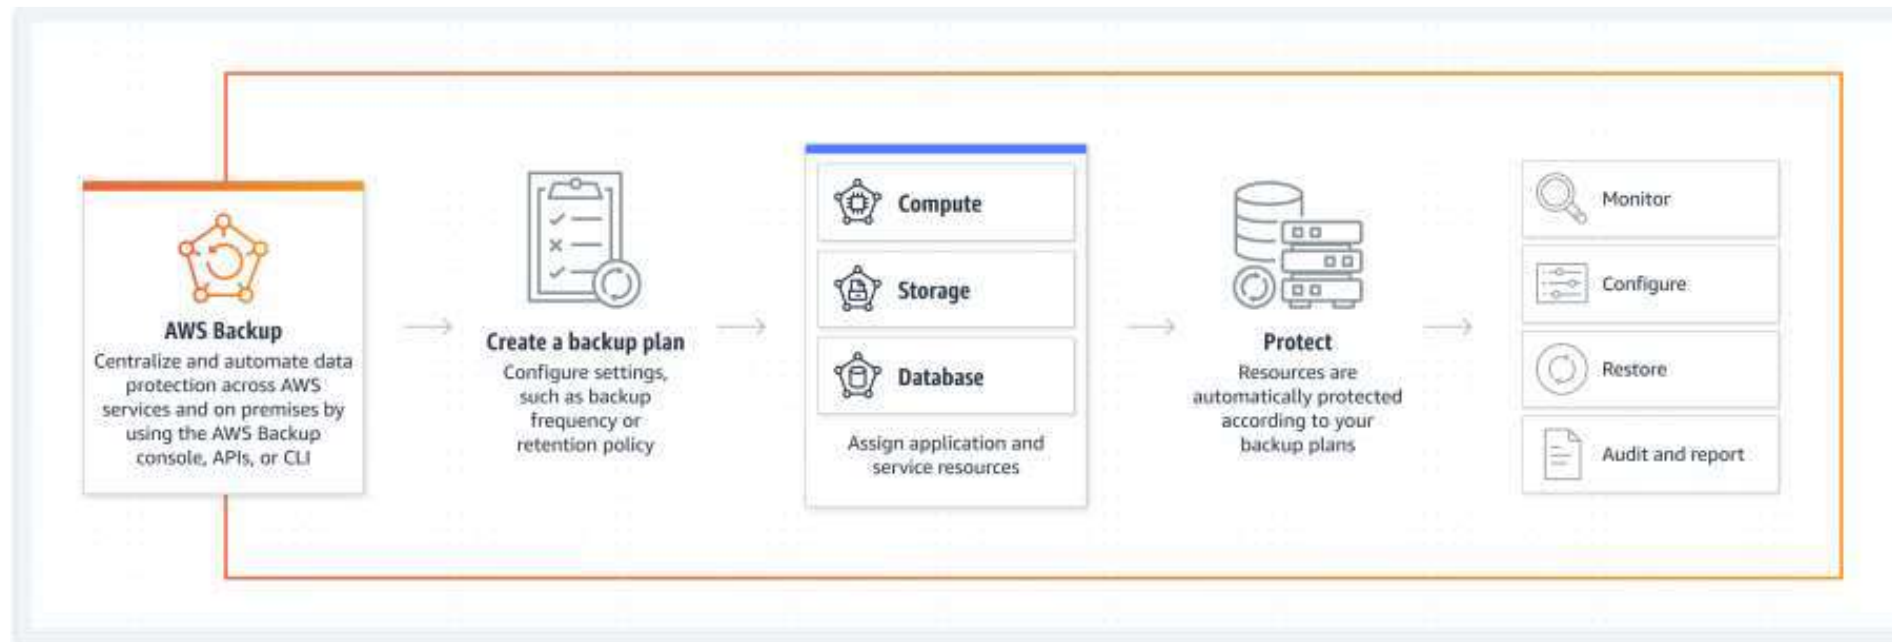 AWS Backup
Centralize and automate data
protection across AWS
services and on premises by
using the AWS Backup
console, APIs, or CLI
Create a backup plan
Configure settings,
such as backup
frequency or
retention policy
Compute
Storage
Database
Assign application and
service resources
Protect
Resources are
automatically protected
according to your
backup plans
Monitor
Configure
Restore
Audit and report